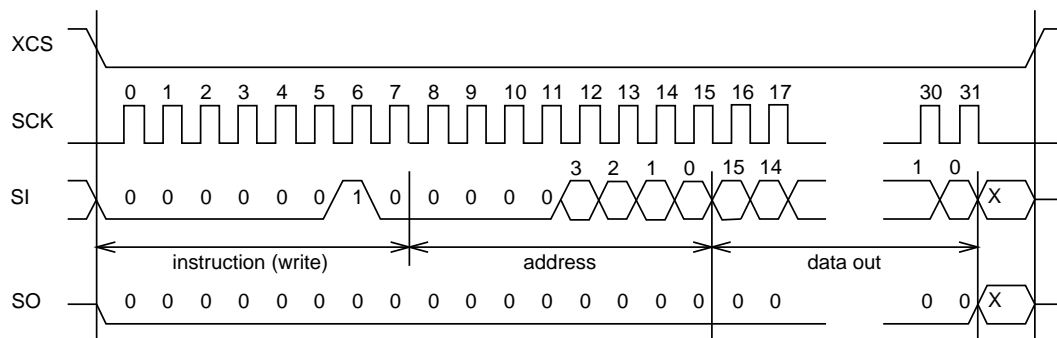 XCS
0 1 2 3 4 5 6 7 8 9 10 11 12 13 14 15 16 17 30 31
SCK
3 2 1 0 15 14 1 0
SI 0 0 0 0 0 0 1 0 0 0 0 0 X
instruction (write) address data out
SO 0 0 0 0 0 0 0 0 0 0 0 0 0 0 0 0 0 0 0 0 X